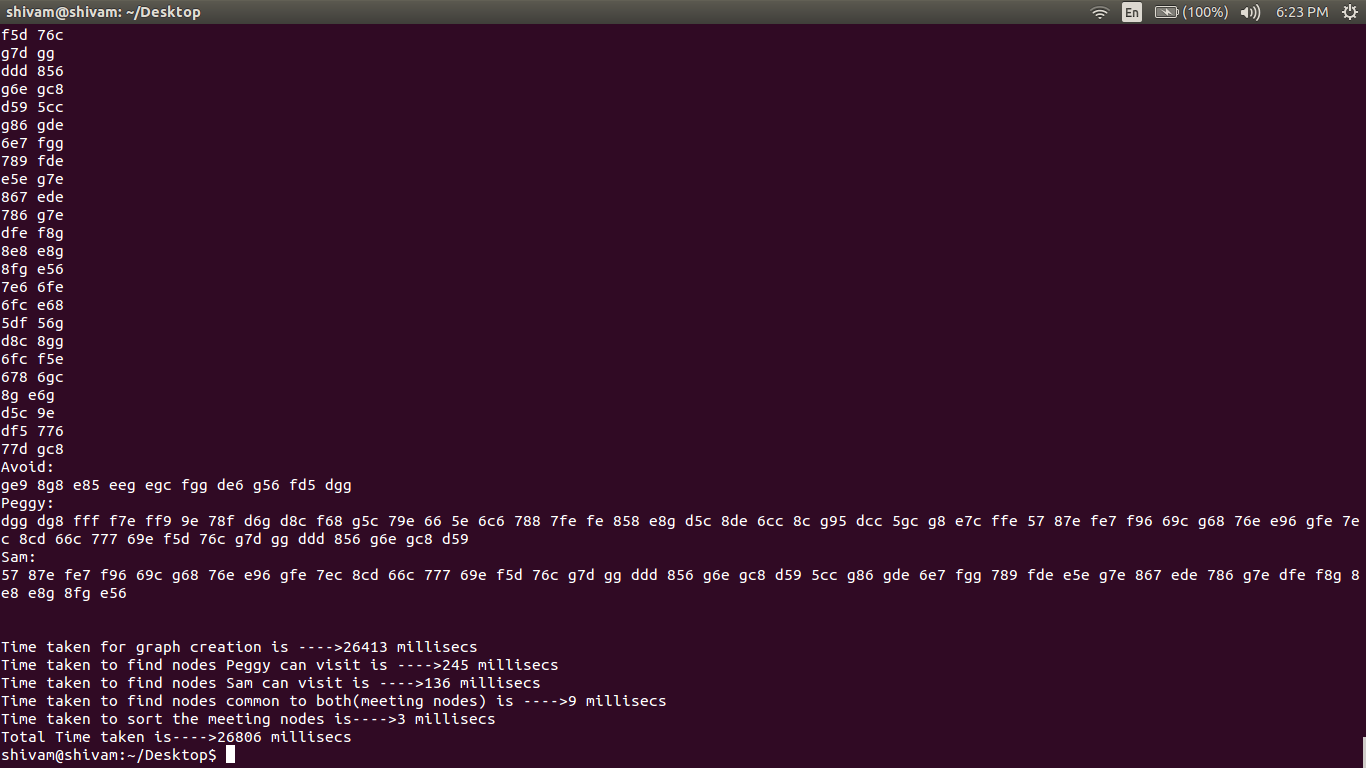 shivam@shivam: ~/Desktop En (100%) 6:23 PM
f5d 76c
g7d gg
ddd 856
g6e gc8
d59 5cc
g86 gde
6e7 fgg
789 fde
e5e g7e
867 ede
786 g7e
dfe f8g
8e8 e8g
8fg e56
7e6 6fe
6fc e68
5df 56g
d8c 8gg
6fc f5e
678 6gc
8g e6g
d5c 9e
df5 776
77d gc8
Avoid:
ge9 8g8 e85 eeg egc fgg de6 g56 fd5 dgg
Peggy:
dgg dg8 fff f7e ff9 9e 78f d6g d8c f68 g5c 79e 66 5e 6c6 788 7fe fe 858 e8g d5c 8de 6cc 8c g95 dcc 5gc g8 e7c ffe 57 87e fe7 f96 69c g68 76e e96 gfe 7e
c 8cd 66c 777 69e f5d 76c g7d gg ddd 856 g6e gc8 d59
Sam:
57 87e fe7 f96 69c g68 76e e96 gfe 7ec 8cd 66c 777 69e f5d 76c g7d gg ddd 856 g6e gc8 d59 5cc g86 gde 6e7 fgg 789 fde e5e g7e 867 ede 786 g7e dfe f8g 8
e8 e8g 8fg e56
Time taken for graph creation is ---->26413 millisecs
Time taken to find nodes Peggy can visit is ---->245 millisecs
Time taken to find nodes Sam can visit is ---->136 millisecs
Time taken to find nodes common to both(meeting nodes) is ---->9 millisecs
Time taken to sort the meeting nodes is---->3 millisecs
Total Time taken is---->26806 millisecs
shivam@shivam:~/Desktop$